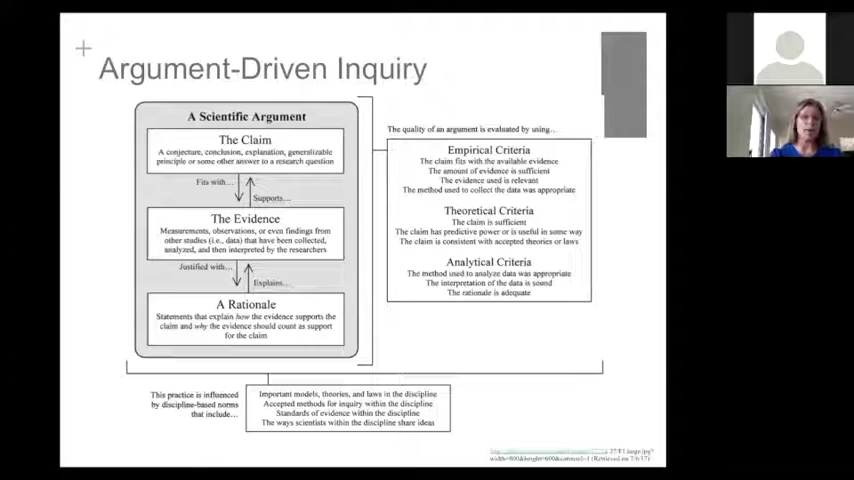 +
Argument-Driven Inquiry
A Scientific Argument
The Claim
A conjecture, conclusion, explanation, generalizable
principle or some other answer to a research question
Fits with…
Supports…
The Evidence
Measurements, observations, or even findings from
other studies (i.e., data) that have been collected,
analyzed, and then interpreted by the researchers
Justified with…
Explains…
A Rationale
Statements that explain how the evidence supports the
claim and why the evidence should count as support
for the claim
The quality of an argument is evaluated by using…
Empirical Criteria
The claim fits with the available evidence
The amount of evidence is sufficient
The evidence used is relevant
The method used to collect the data was appropriate
Theoretical Criteria
The claim is sufficient
The claim has predictive power or is useful in some way
The claim is consistent with accepted theories or laws
Analytical Criteria
The method used to analyze data was appropriate
The interpretation of the data is sound
The rationale is adequate
This practice is influenced
by discipline-based norms
that include…
Important models, theories, and laws in the discipline
Accepted methods for inquiry within the discipline
Standards of evidence within the discipline
The ways scientists within the discipline share ideas